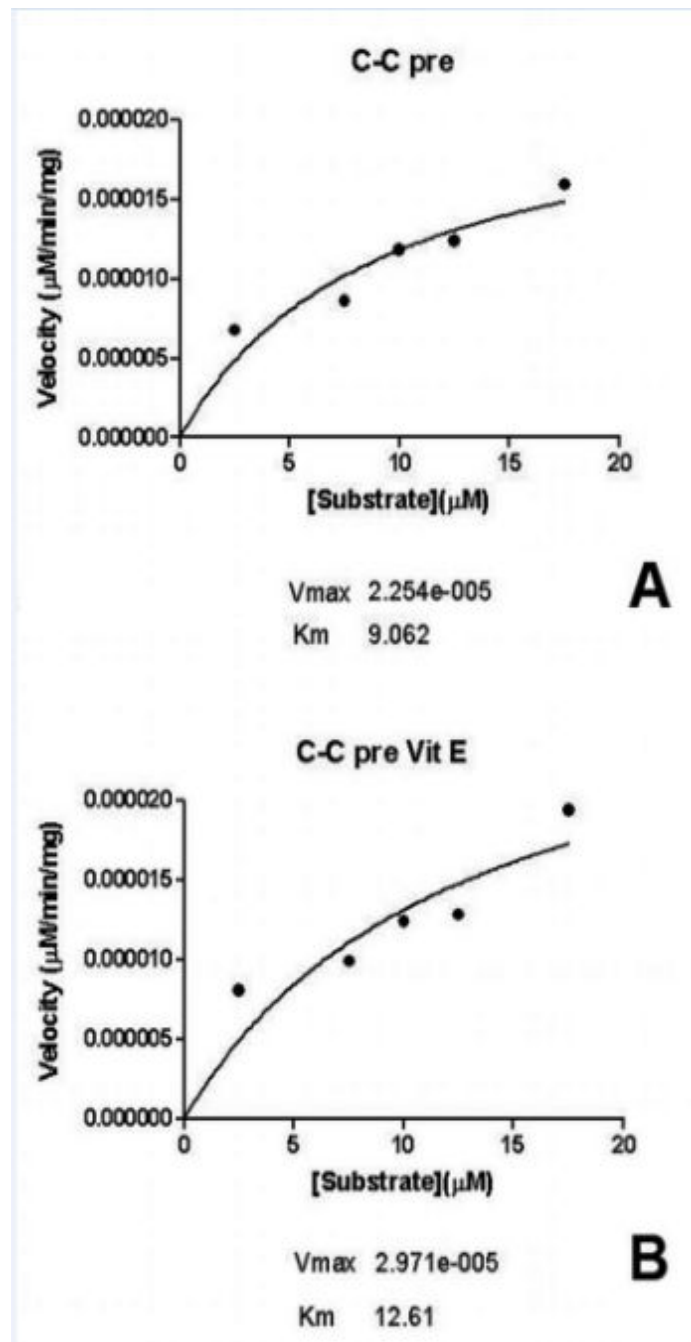 C-C pre
0.000020
0.000015
0.000010
0.000005
0.000000
Velocity (μM/min/mg)
0 5 10 15 20
[Substrate](μM)
Vmax 2.254e-005
Km 9.062
A
C-C pre Vit E
0.000020
0.000015
0.000010
0.000005
0.000000
Velocity (μM/min/mg)
0 5 10 15 20
[Substrate](μM)
Vmax 2.971e-005
Km 12.61
B